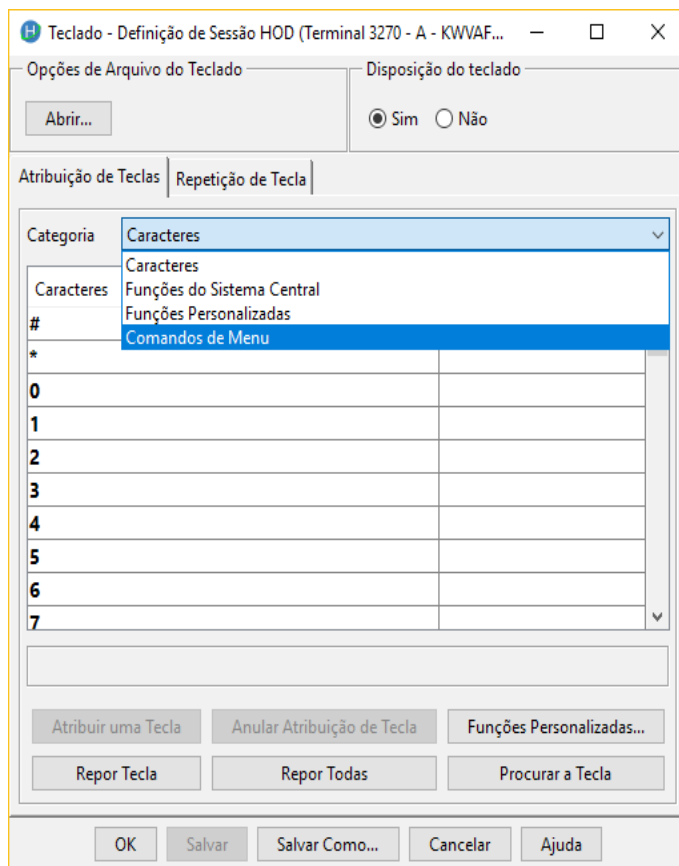 Teclado - Definição de Sessão HOD (Terminal 3270 - A - KWVAF...
Opções de Arquivo do Teclado
Disposição do teclado
Abrir...
Sim
Não
Atribuição de Teclas
Repetição de Tecla
Categoria
Caracteres
Caracteres
Funções do Sistema Central
Funções Personalizadas
Comandos de Menu
Caracteres
#
*
0
1
2
3
4
5
6
7
Atribuir uma Tecla
Anular Atribuição de Tecla
Funções Personalizadas...
Repor Tecla
Repor Todas
Procurar a Tecla
OK
Salvar
Salvar Como...
Cancelar
Ajuda